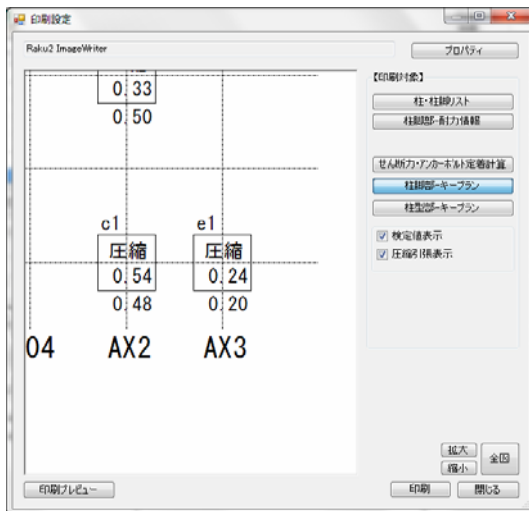 印刷設定
Raku2 ImageWriter
プロパティ
0.33
0.50
c1
e1
圧縮
圧縮
0.54
0.24
0.48
0.20
04
AX2
AX3
【印刷対象】
柱・柱脚リスト
柱脚部-耐力情報
せん断力・アンカーボルト定着計算
柱脚部-キープラン
柱型部-キープラン
検定値表示
圧縮引張表示
拡大
縮小
全図
印刷プレビュー
印刷
閉じる